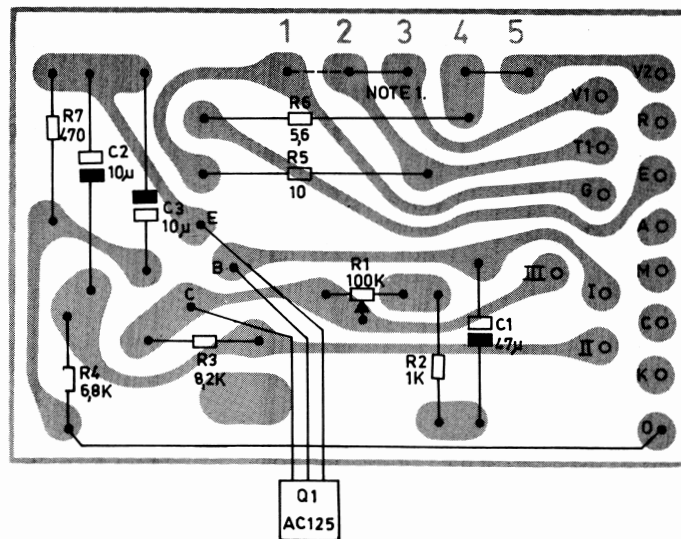 1 2 3 4 5
V2
NOTE 1.
V1
R6
5,6
R
R7
470
C2
10µ
T1
R5
10
E
G
C3
10µ
E
A
B
R1
100K
III
M
I
C
C1
47µ
C
R3
8,2K
II
R2
1K
R4
6,8K
K
O
Q1
AC125